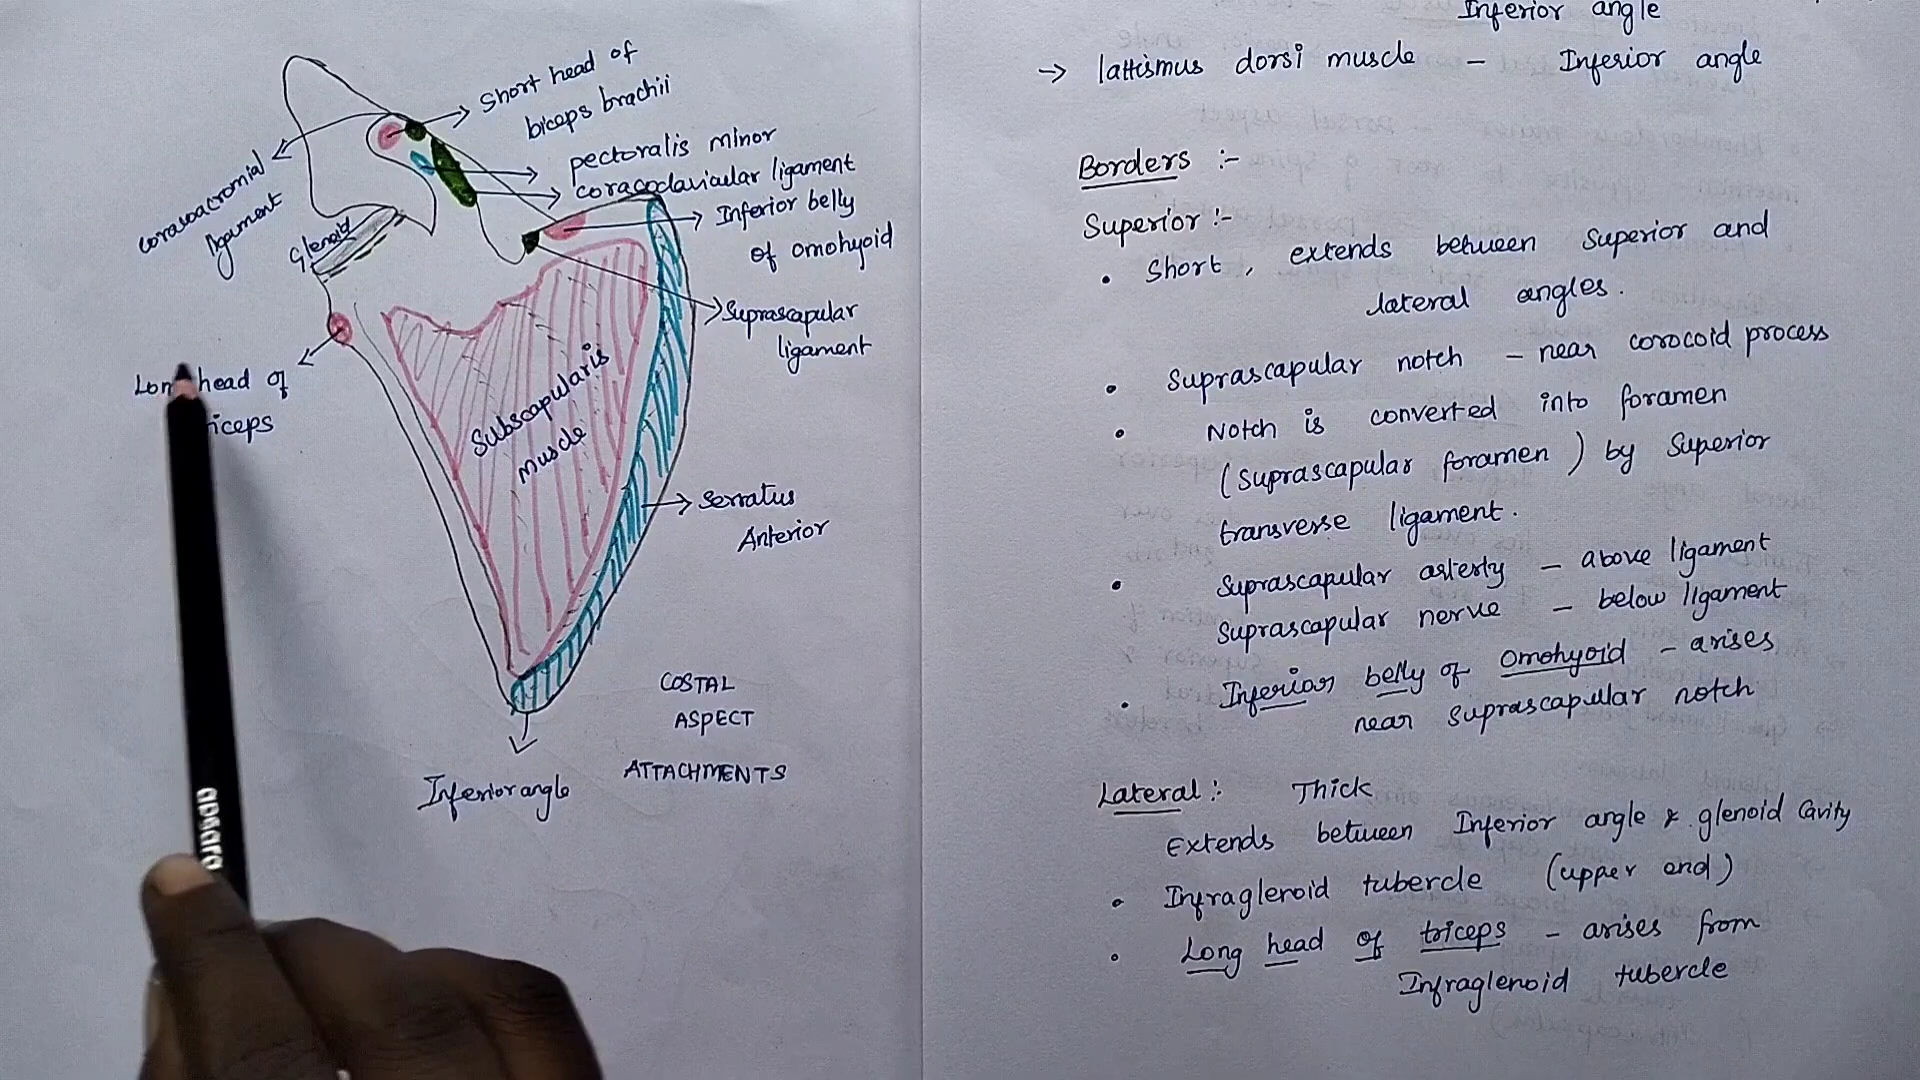 Short head of
biceps brachii
pectoralis minor
coracoclavicular ligament
Inferior belly
of omohyoid
Suprascapular
ligament
corasoacromial
ligament
Glenoid
head of
iceps
Subscapularis
muscle
Serratus
Anterior
COSTAL
ASPECT
ATTACHMENTS
Inferior angle
apsara
Inferior angle
→ lattismus dorsi muscle – Inferior angle
Borders :-
Superior :-
• Short, extends between Superior and
lateral angles.
• Suprascapular notch – near corocoid process
• Notch is converted into foramen
(Suprascapular foramen) by Superior
transverse ligament.
• Suprascapular arterty – above ligament
Suprascapular nerve – below ligament
• Inferior belly of Omohyoid – arises
near suprascapular notch
Lateral : Thick
Extends between Inferior angle & glenoid Cavity
• Infraglenoid tubercle (upper end)
• Long head of triceps – arises from
Infraglenoid tubercle